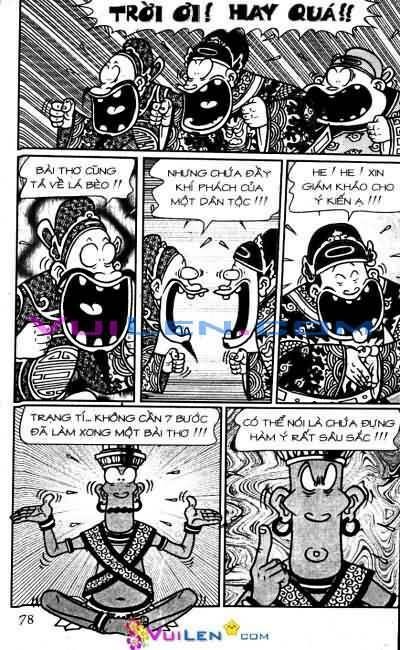 TRỜI ƠI! HAY QUÁ!!
BÀI THƠ CŨNG
TẢ VỀ LÁ BÈO !!
NHƯNG CHỨA ĐẦY
KHÍ PHÁCH CỦA
MỘT DÂN TỘC !!!
HE ! HE ! XIN
GIÁM KHẢO CHO
Ý KIẾN Ạ !!!
VUILEN.COM
TRẠNG TÍ... KHÔNG CẦN 7 BƯỚC
ĐÃ LÀM XONG MỘT BÀI THƠ !!!
CÓ THỂ NÓI LÀ CHỨA ĐỰNG
HÀM Ý RẤT SÂU SẮC !!!
78
VUILEN.COM